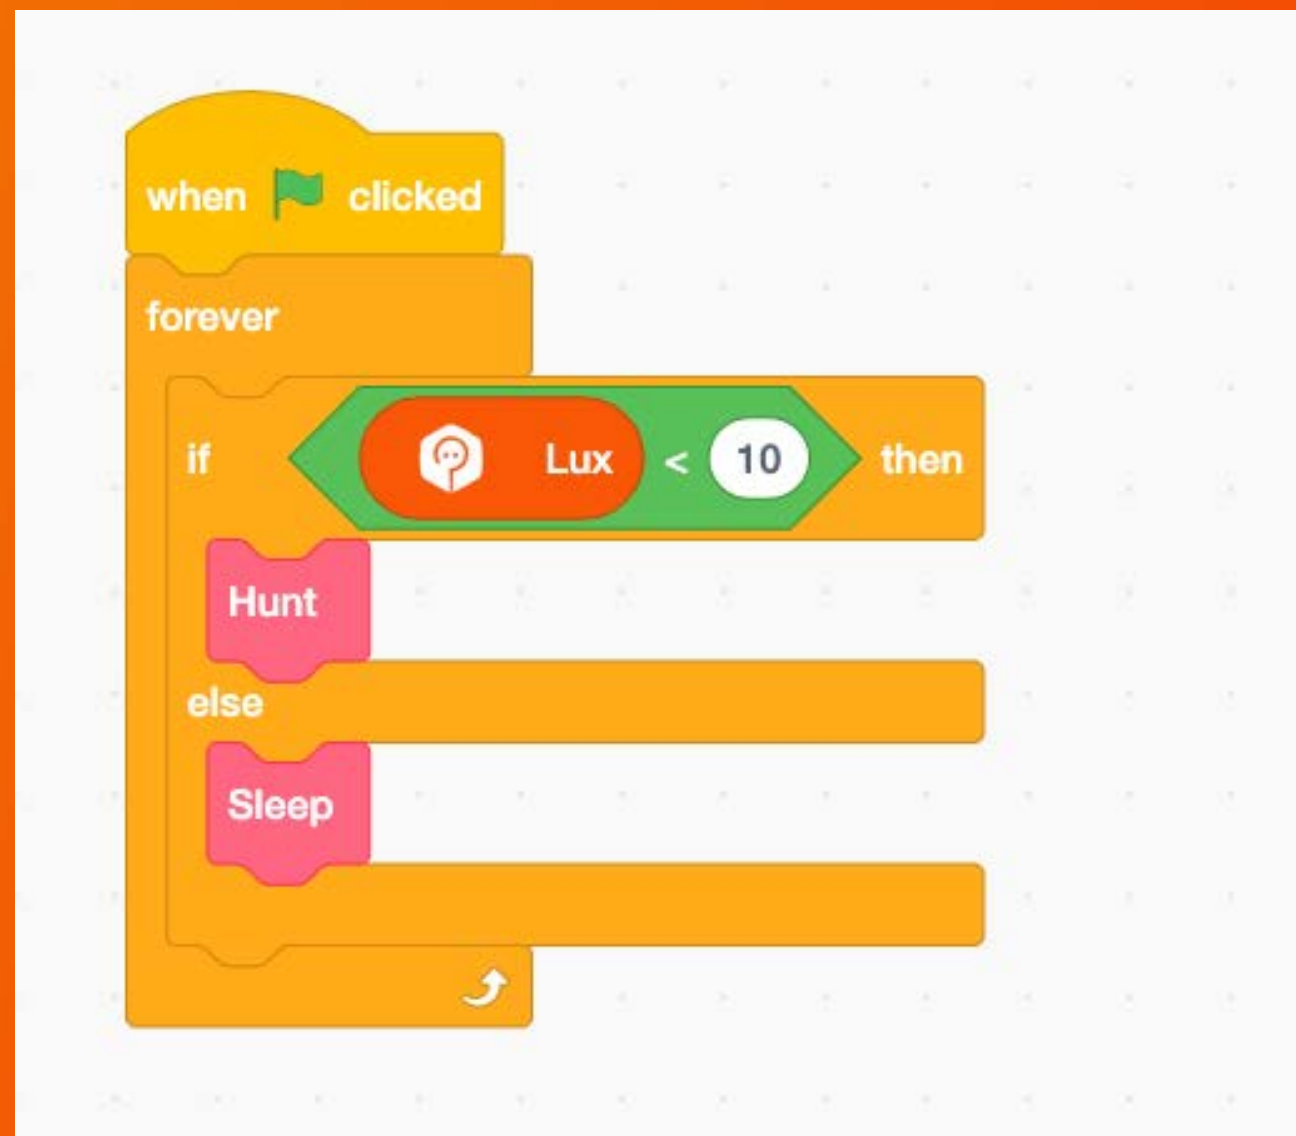 when clicked
forever
if Lux < 10 then
Hunt
else
Sleep